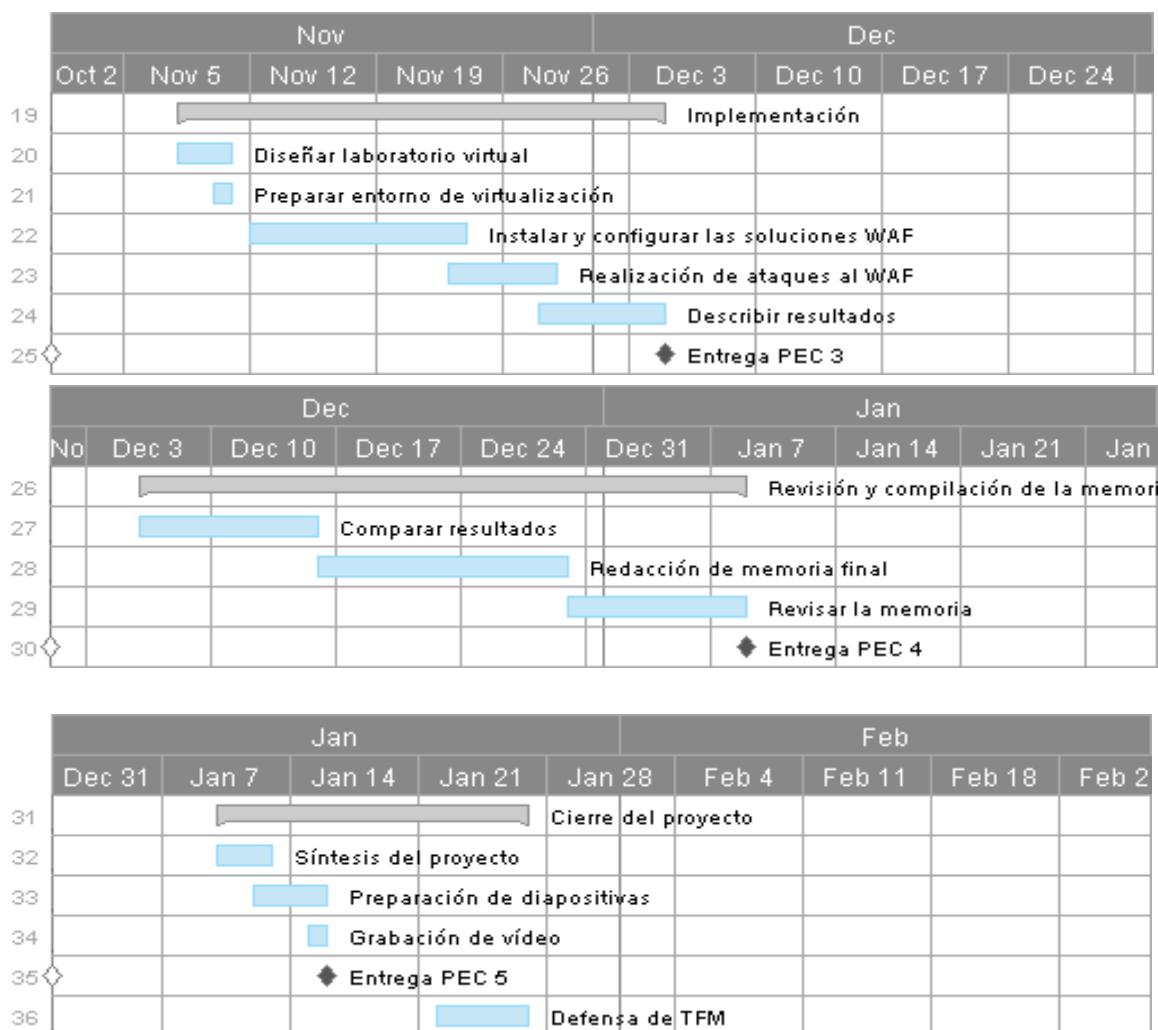 Nov Dec
Oct 2 Nov 5 Nov 12 Nov 19 Nov 26 Dec 3 Dec 10 Dec 17 Dec 24
19 Implementación
20 Diseñar laboratorio virtual
21 Preparar entorno de virtualización
22 Instalar y configurar las soluciones WAF
23 Realización de ataques al WAF
24 Describir resultados
25 Entrega PEC 3
Dec Jan
No Dec 3 Dec 10 Dec 17 Dec 24 Dec 31 Jan 7 Jan 14 Jan 21 Jan
26 Revisión y compilación de la memori
27 Comparar resultados
28 Redacción de memoria final
29 Revisar la memoria
30 Entrega PEC 4
Jan Feb
Dec 31 Jan 7 Jan 14 Jan 21 Jan 28 Feb 4 Feb 11 Feb 18 Feb 2
31 Cierre del proyecto
32 Síntesis del proyecto
33 Preparación de diapositivas
34 Grabación de vídeo
35 Entrega PEC 5
36 Defensa de TFM